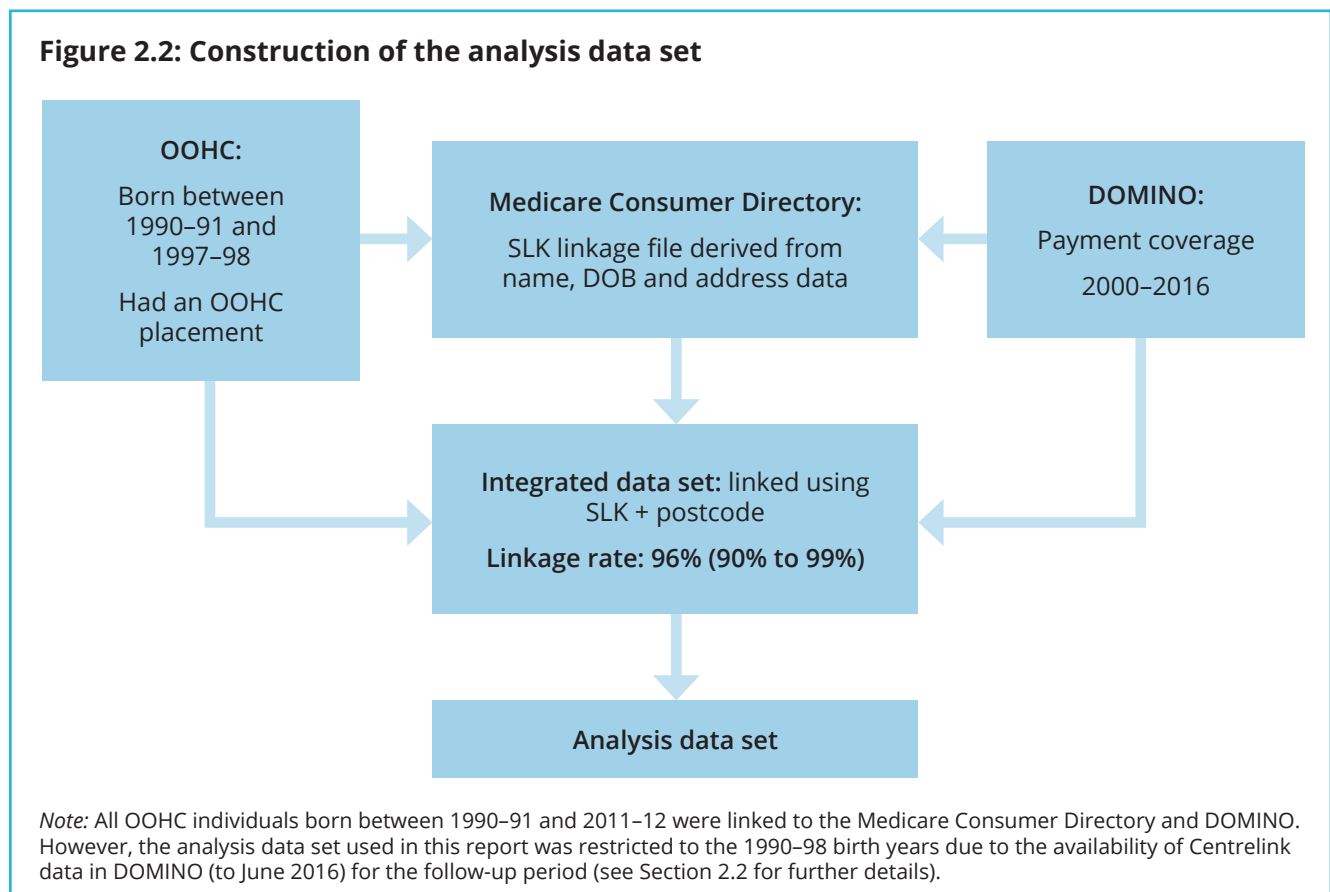 Figure 2.2: Construction of the analysis data set
OOHC:
Born between
1990–91 and
1997–98
Had an OOHC
placement
Medicare Consumer Directory:
SLK linkage file derived from
name, DOB and address data
DOMINO:
Payment coverage
2000–2016
Integrated data set: linked using
SLK + postcode
Linkage rate: 96% (90% to 99%)
Analysis data set
Note: All OOHC individuals born between 1990–91 and 2011–12 were linked to the Medicare Consumer Directory and DOMINO.
However, the analysis data set used in this report was restricted to the 1990–98 birth years due to the availability of Centrelink
data in DOMINO (to June 2016) for the follow-up period (see Section 2.2 for further details).